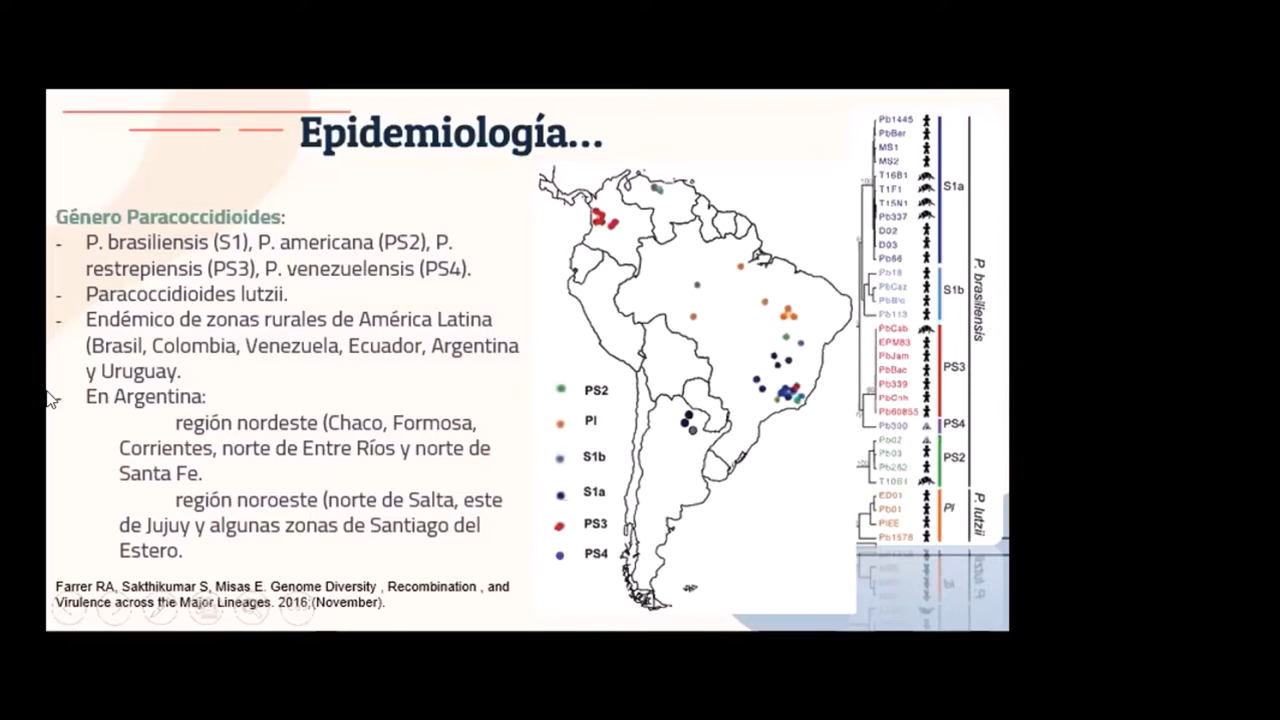 Epidemiología...
Género Paracoccidioides:
- P. brasiliensis (S1), P. americana (PS2), P.
restrepiensis (PS3), P. venezuelensis (PS4).
- Paracoccidioides lutzii.
- Endémico de zonas rurales de América Latina
(Brasil, Colombia, Venezuela, Ecuador, Argentina
y Uruguay.
- En Argentina:
región nordeste (Chaco, Formosa,
Corrientes, norte de Entre Ríos y norte de
Santa Fe.
región noroeste (norte de Salta, este
de Jujuy y algunas zonas de Santiago del
Estero.
Farrer RA, Sakthikumar S, Misas E. Genome Diversity , Recombination , and
Virulence across the Major Lineages. 2016;(November).
PS2
Pl
S1b
S1a
PS3
PS4
Pb1445
PbBer
MS1
MS2
T16B1
T1F1
T15N1
Pb337
D02
D03
Pb66
Pb18
PbCaz
Pb113
PbCab
EPM83
PbJam
PbBac
Pb339
PbCnh
Pb60855
Pb300
Pb02
Pb03
Pb262
T10B1
ED01
Pb01
PlEE
Pb1578
S1a
S1b
PS3
PS4
PS2
Pl
P. brasiliensis
P. lutzii